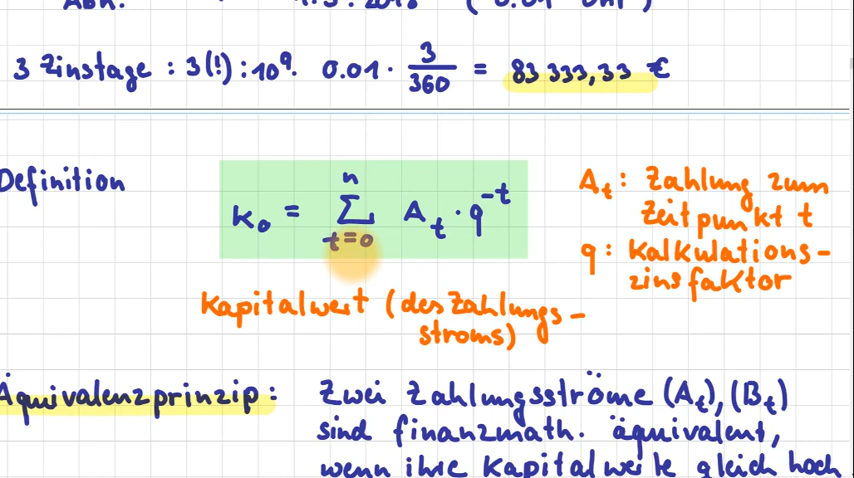 3 Zinstage : 3(!) : 10⁹ · 0.01 · 3/360 = 83 333,33 €
Definition
K₀ = n Σ t=0 Aₜ · q⁻ᵗ
Aₜ : Zahlung zum
Zeitpunkt t
q : Kalkulations-
zinsfaktor
Kapitalwert (des Zahlungs-
stroms)
Äquivalenzprinzip :
Zwei Zahlungsströme (Aₜ), (Bₜ)
sind finanzmath. äquivalent,
wenn ihre Kapitalwerte gleich hoch